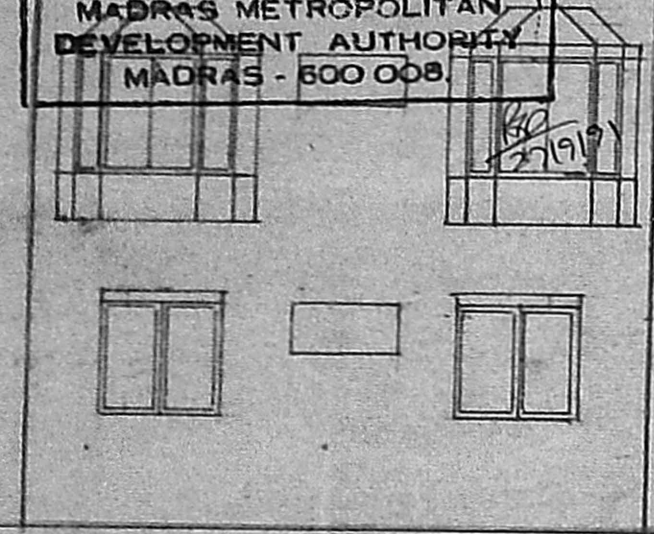 MADRAS METROPOLITAN
DEVELOPMENT AUTHORITY
MADRAS - 600 008.
27/9/91